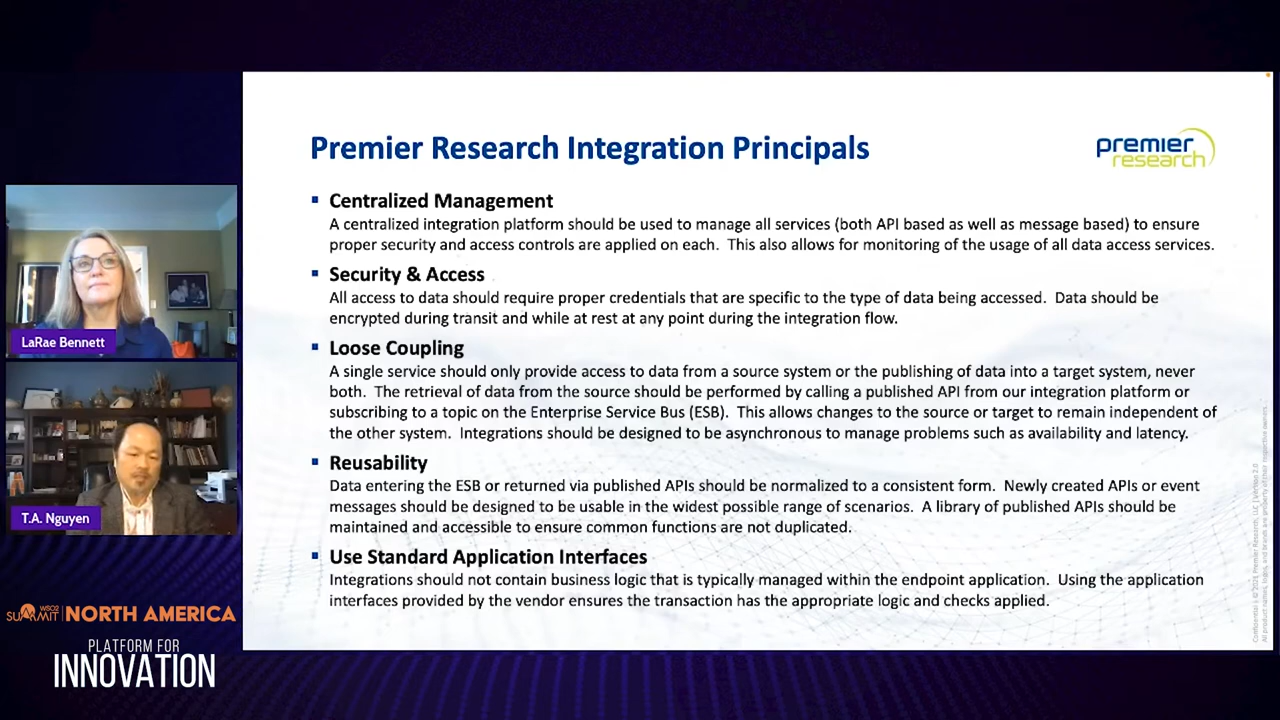 Premier Research Integration Principals
premier
research
Centralized Management
A centralized integration platform should be used to manage all services (both API based as well as message based) to ensure
proper security and access controls are applied on each. This also allows for monitoring of the usage of all data access services.
Security & Access
All access to data should require proper credentials that are specific to the type of data being accessed. Data should be
encrypted during transit and while at rest at any point during the integration flow.
Loose Coupling
A single service should only provide access to data from a source system or the publishing of data into a target system, never
both. The retrieval of data from the source should be performed by calling a published API from our integration platform or
subscribing to a topic on the Enterprise Service Bus (ESB). This allows changes to the source or target to remain independent of
the other system. Integrations should be designed to be asynchronous to manage problems such as availability and latency.
Reusability
Data entering the ESB or returned via published APIs should be normalized to a consistent form. Newly created APIs or event
messages should be designed to be usable in the widest possible range of scenarios. A library of published APIs should be
maintained and accessible to ensure common functions are not duplicated.
Use Standard Application Interfaces
Integrations should not contain business logic that is typically managed within the endpoint application. Using the application
interfaces provided by the vendor ensures the transaction has the appropriate logic and checks applied.
LaRae Bennett
T.A. Nguyen
WSO2
SUMMIT NORTH AMERICA
PLATFORM FOR
INNOVATION
All product names, logos, and brands are property of their respective owners.